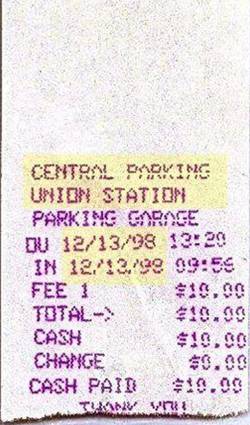 CENTRAL PARKING
UNION STATION
PARKING GARAGE
OU 12/13/98 13:20
IN 12/13/98 09:56
FEE 1 $10.00
TOTAL-> $10.00
CASH $10.00
CHANGE $0.00
CASH PAID $10.00
THANK YOU